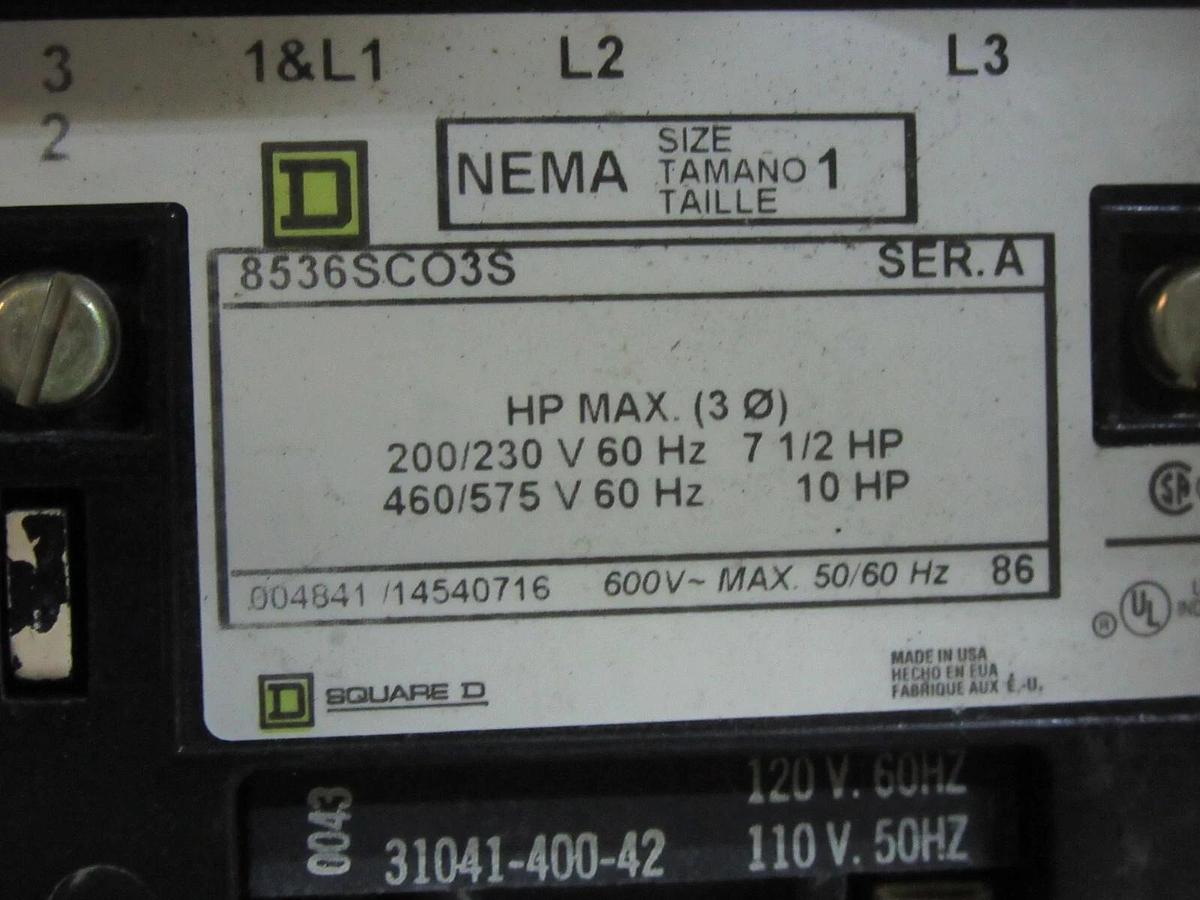 3 1&L1 L2 L3
2
D
NEMA SIZE TAMANO TAILLE 1
8536SCO3S SER. A
HP MAX. (3 Ø)
200/230 V 60 Hz 7 1/2 HP
460/575 V 60 Hz 10 HP
004841 /14540716 600V~ MAX. 50/60 Hz 86
SA
UL
®
D SQUARE D
MADE IN USA
HECHO EN EUA
FABRIQUE AUX É.-U.
0043
31041-400-42
120 V. 60HZ
110 V. 50HZ